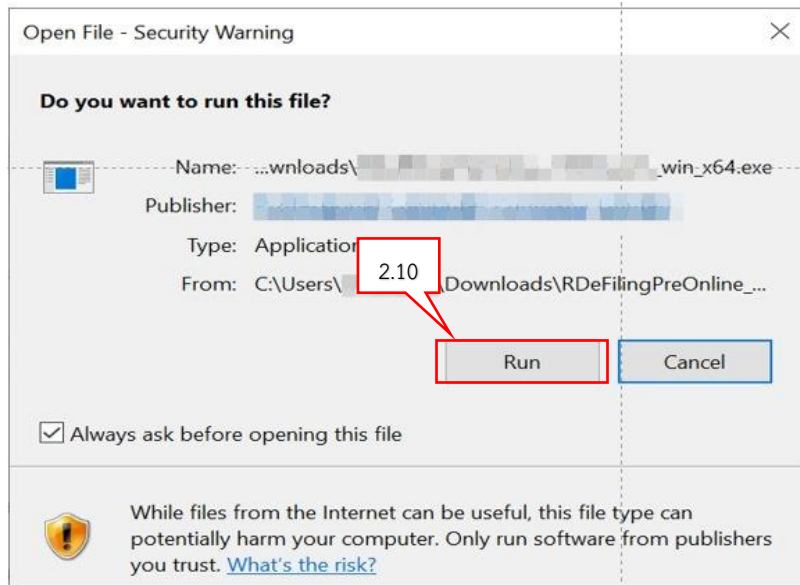 Open File - Security Warning
Do you want to run this file?
Name: ...wnloads\ _win_x64.exe
Publisher:
Type: Application
2.10
From: C:\Users\ \Downloads\RDeFilingPreOnline_...
Run Cancel
Always ask before opening this file
While files from the Internet can be useful, this file type can
potentially harm your computer. Only run software from publishers
you trust. What's the risk?